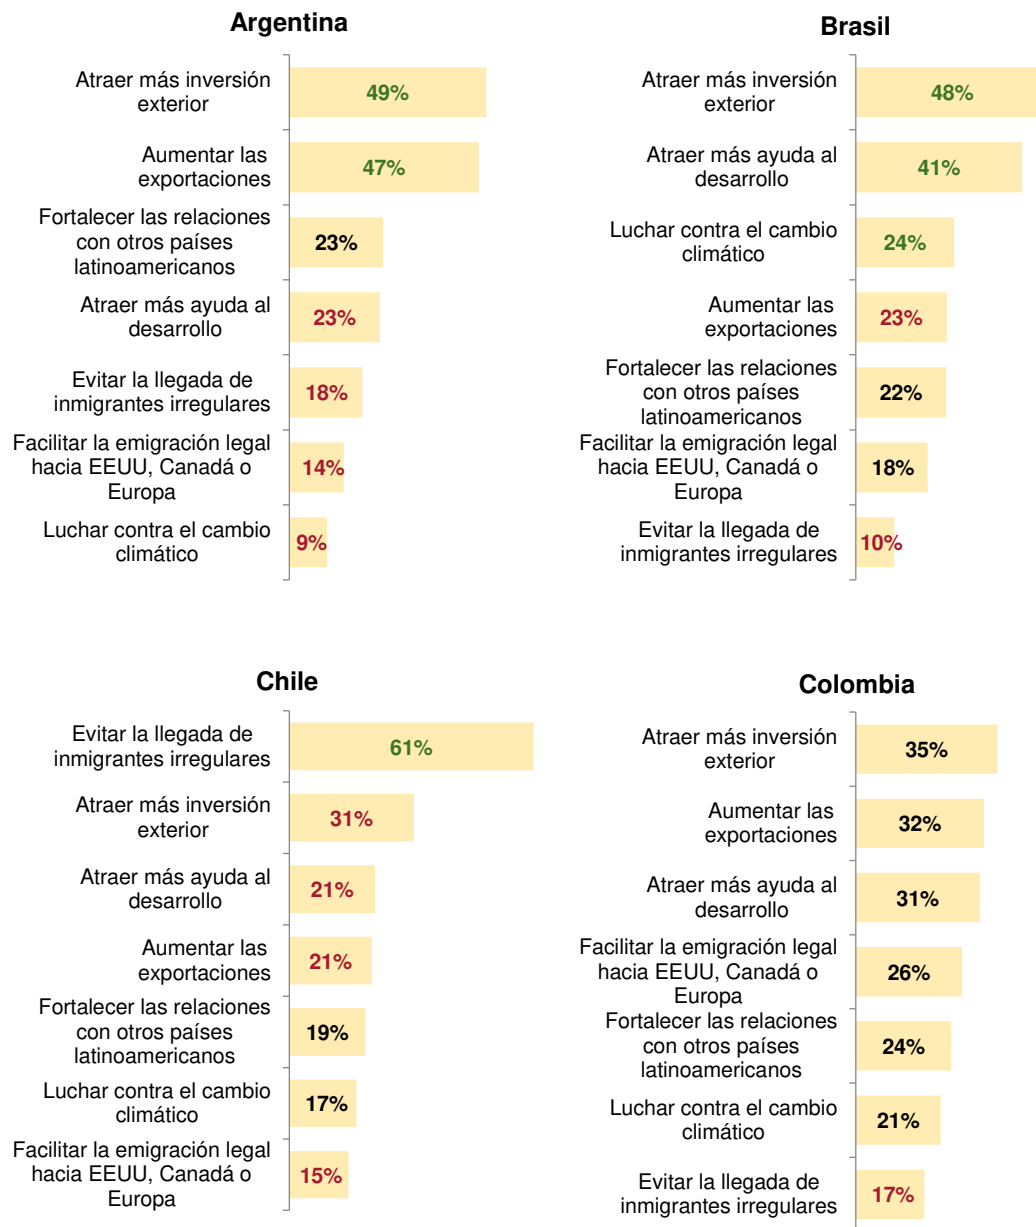 Argentina
Atraer más inversión
exterior
49%
Aumentar las
exportaciones
47%
Fortalecer las relaciones
con otros países
latinoamericanos
23%
Atraer más ayuda al
desarrollo
23%
Evitar la llegada de
inmigrantes irregulares
18%
Facilitar la emigración legal
hacia EEUU, Canadá o
Europa
14%
Luchar contra el cambio
climático
9%
Brasil
Atraer más inversión
exterior
48%
Atraer más ayuda al
desarrollo
41%
Luchar contra el cambio
climático
24%
Aumentar las
exportaciones
23%
Fortalecer las relaciones
con otros países
latinoamericanos
22%
Facilitar la emigración legal
hacia EEUU, Canadá o
Europa
18%
Evitar la llegada de
inmigrantes irregulares
10%
Chile
Evitar la llegada de
inmigrantes irregulares
61%
Atraer más inversión
exterior
31%
Atraer más ayuda al
desarrollo
21%
Aumentar las
exportaciones
21%
Fortalecer las relaciones
con otros países
latinoamericanos
19%
Luchar contra el cambio
climático
17%
Facilitar la emigración legal
hacia EEUU, Canadá o
Europa
15%
Colombia
Atraer más inversión
exterior
35%
Aumentar las
exportaciones
32%
Atraer más ayuda al
desarrollo
31%
Facilitar la emigración legal
hacia EEUU, Canadá o
Europa
26%
Fortalecer las relaciones
con otros países
latinoamericanos
24%
Luchar contra el cambio
climático
21%
Evitar la llegada de
inmigrantes irregulares
17%